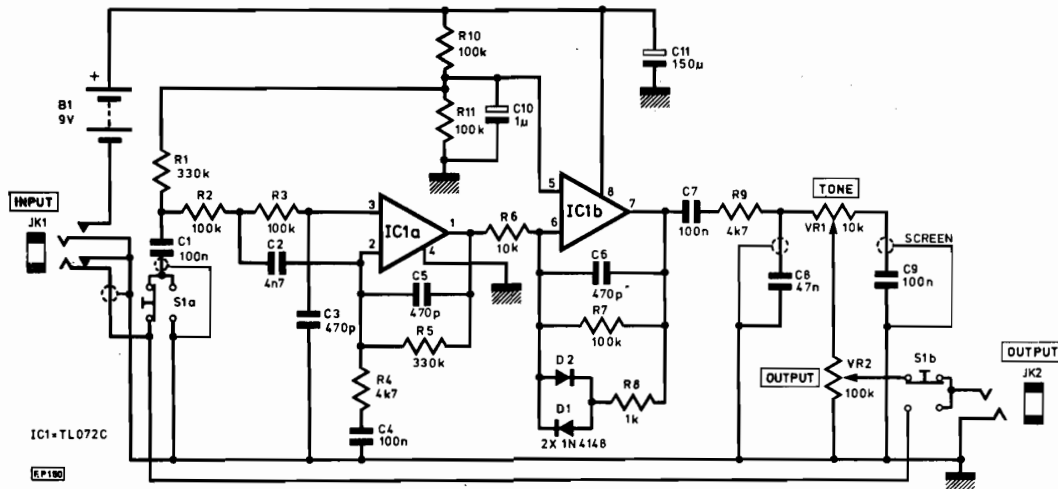 R10
100k
C11
150µ
+
B1
9V
R11
100k
C10
1µ
R1
330k
INPUT
JK1
R2
100k
R3
100k
C1
100n
S1a
C2
4n7
C3
470p
3
2
IC1a
1
4
C5
470p
R5
330k
R4
4k7
C4
100n
R6
10k
5
6
IC1b
8
7
C6
470p
R7
100k
D2
D1
2X 1N4148
R8
1k
C7
100n
R9
4k7
TONE
VR1
10k
SCREEN
C8
47n
C9
100n
OUTPUT
VR2
100k
S1b
OUTPUT
JK2
IC1=TL072C